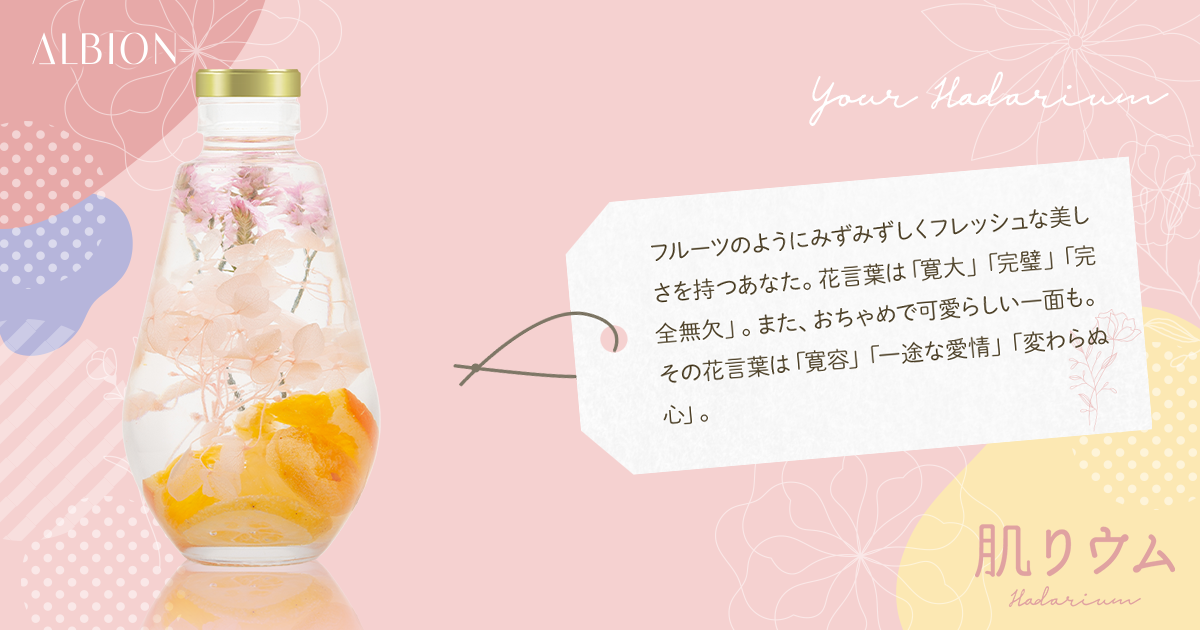 ALBION
Your Hadarium
フルーツのようにみずみずしくフレッシュな美し
さを持つあなた。花言葉は「寛大」「完璧」「完
全無欠」。また、おちゃめで可愛らしい一面も。
その花言葉は「寛容」「一途な愛情」「変わらぬ
心」。
肌りウム
Hadarium